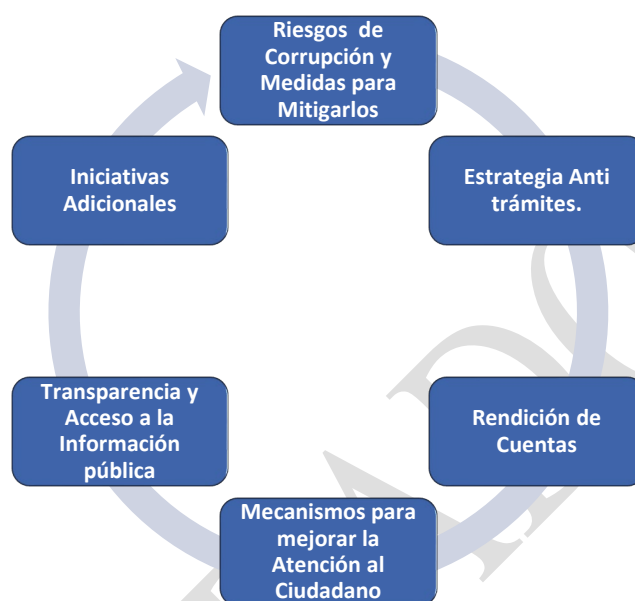 Riesgos de
Corrupción y
Medidas para
Mitigarlos
Estrategia Anti
trámites.
Rendición de
Cuentas
Mecanismos para
mejorar la
Atención al
Ciudadano
Transparencia y
Acceso a la
Información
pública
Iniciativas
Adicionales